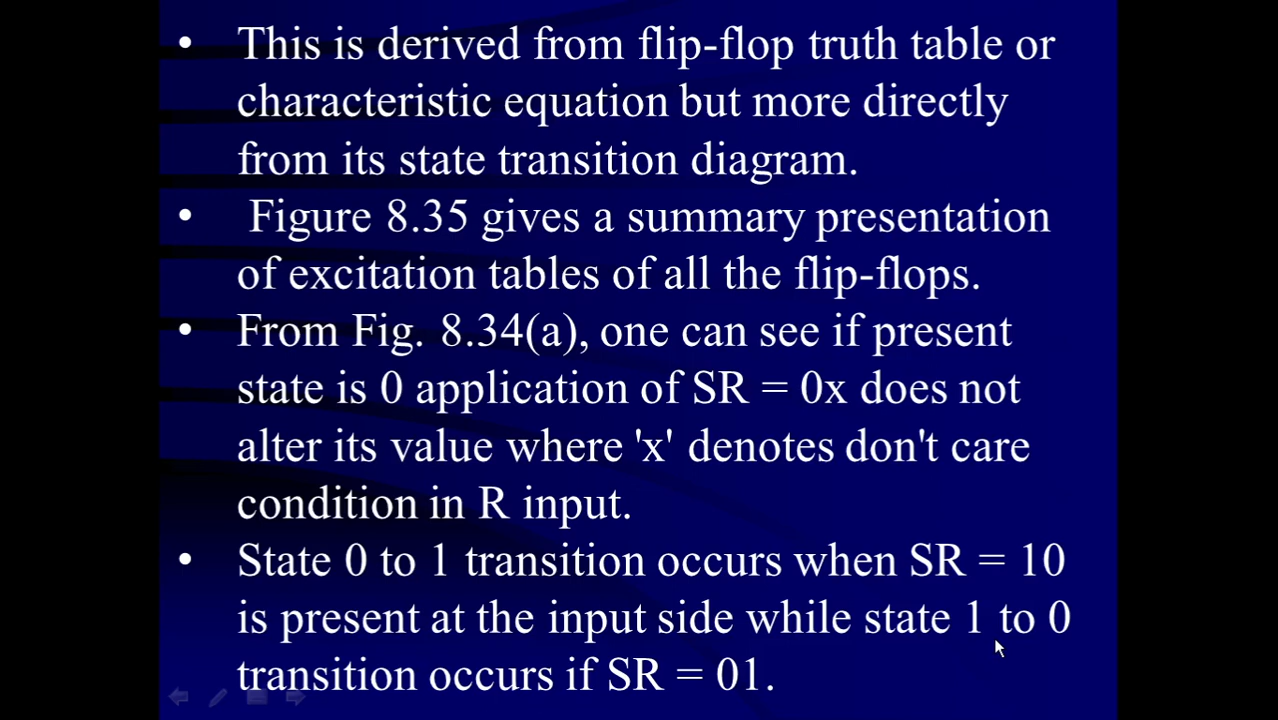 • This is derived from flip-flop truth table or
characteristic equation but more directly
from its state transition diagram.
• Figure 8.35 gives a summary presentation
of excitation tables of all the flip-flops.
• From Fig. 8.34(a), one can see if present
state is 0 application of SR = 0x does not
alter its value where 'x' denotes don't care
condition in R input.
• State 0 to 1 transition occurs when SR = 10
is present at the input side while state 1 to 0
transition occurs if SR = 01.